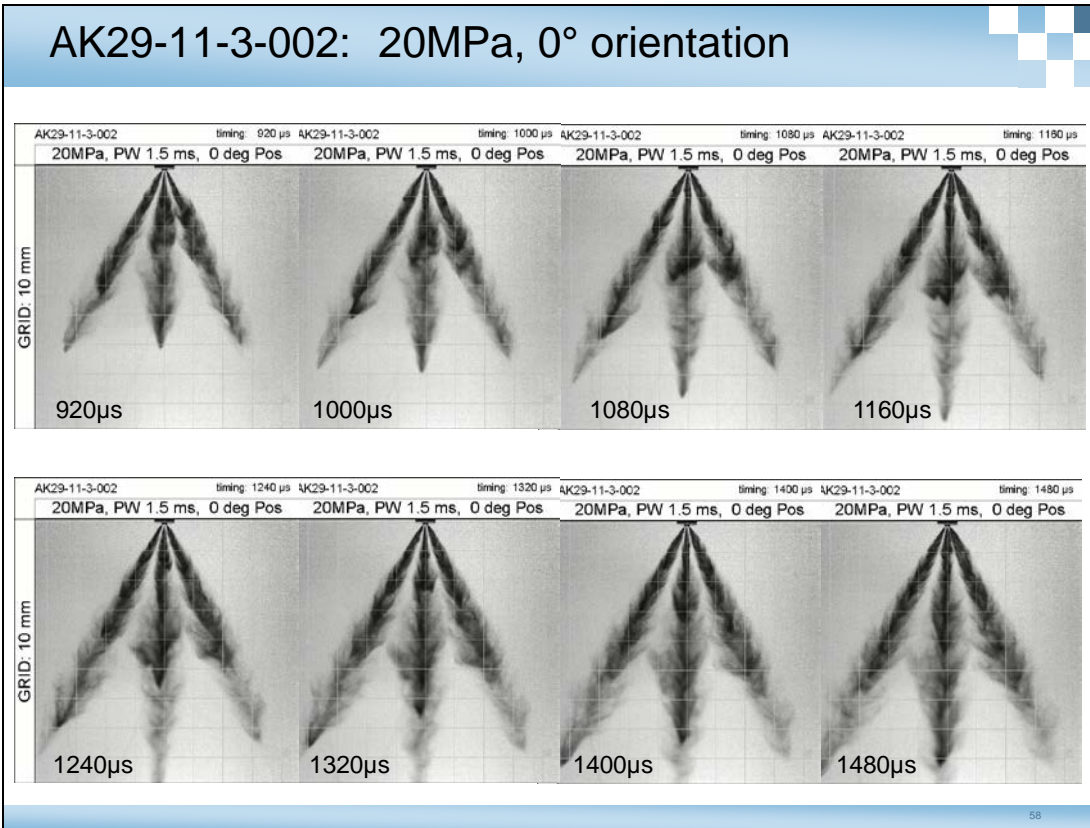 AK29-11-3-002: 20MPa, 0° orientation
AK29-11-3-002 timing: 920 µs AK29-11-3-002 timing: 1000 µs AK29-11-3-002 timing: 1080 µs AK29-11-3-002 timing: 1160 µs
20MPa, PW 1.5 ms, 0 deg Pos 20MPa, PW 1.5 ms, 0 deg Pos 20MPa, PW 1.5 ms, 0 deg Pos 20MPa, PW 1.5 ms, 0 deg Pos
GRID: 10 mm
920µs 1000µs 1080µs 1160µs
AK29-11-3-002 timing: 1240 µs AK29-11-3-002 timing: 1320 µs AK29-11-3-002 timing: 1400 µs AK29-11-3-002 timing: 1480 µs
20MPa, PW 1.5 ms, 0 deg Pos 20MPa, PW 1.5 ms, 0 deg Pos 20MPa, PW 1.5 ms, 0 deg Pos 20MPa, PW 1.5 ms, 0 deg Pos
GRID: 10 mm
1240µs 1320µs 1400µs 1480µs
58